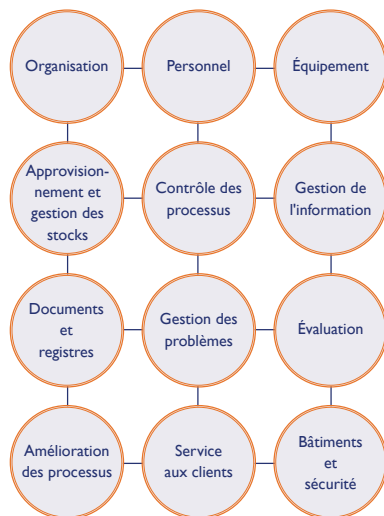 Organisation
Personnel
Équipement
Approvision-
nement et
gestion des
stocks
Contrôle des
processus
Gestion de
l'information
Documents
et
registres
Gestion des
problèmes
Évaluation
Amélioration
des processus
Service
aux clients
Bâtiments
et
sécurité